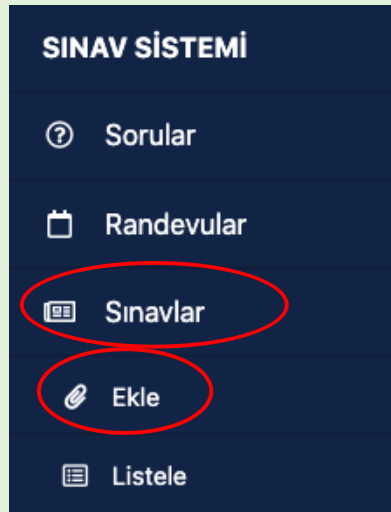 SINAV SİSTEMİ
Sorular
Randevular
Sınavlar
Ekle
Listele